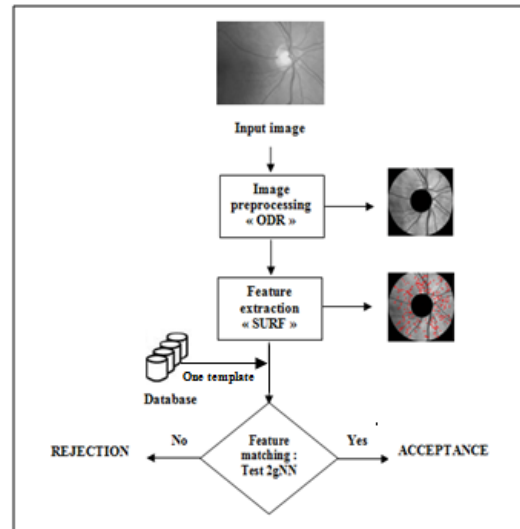 Input image
Image
preprocessing
« ODR »
Feature
extraction
« SURF »
One template
Database
No
Feature
matching :
Test 2gNN
Yes
REJECTION
ACCEPTANCE